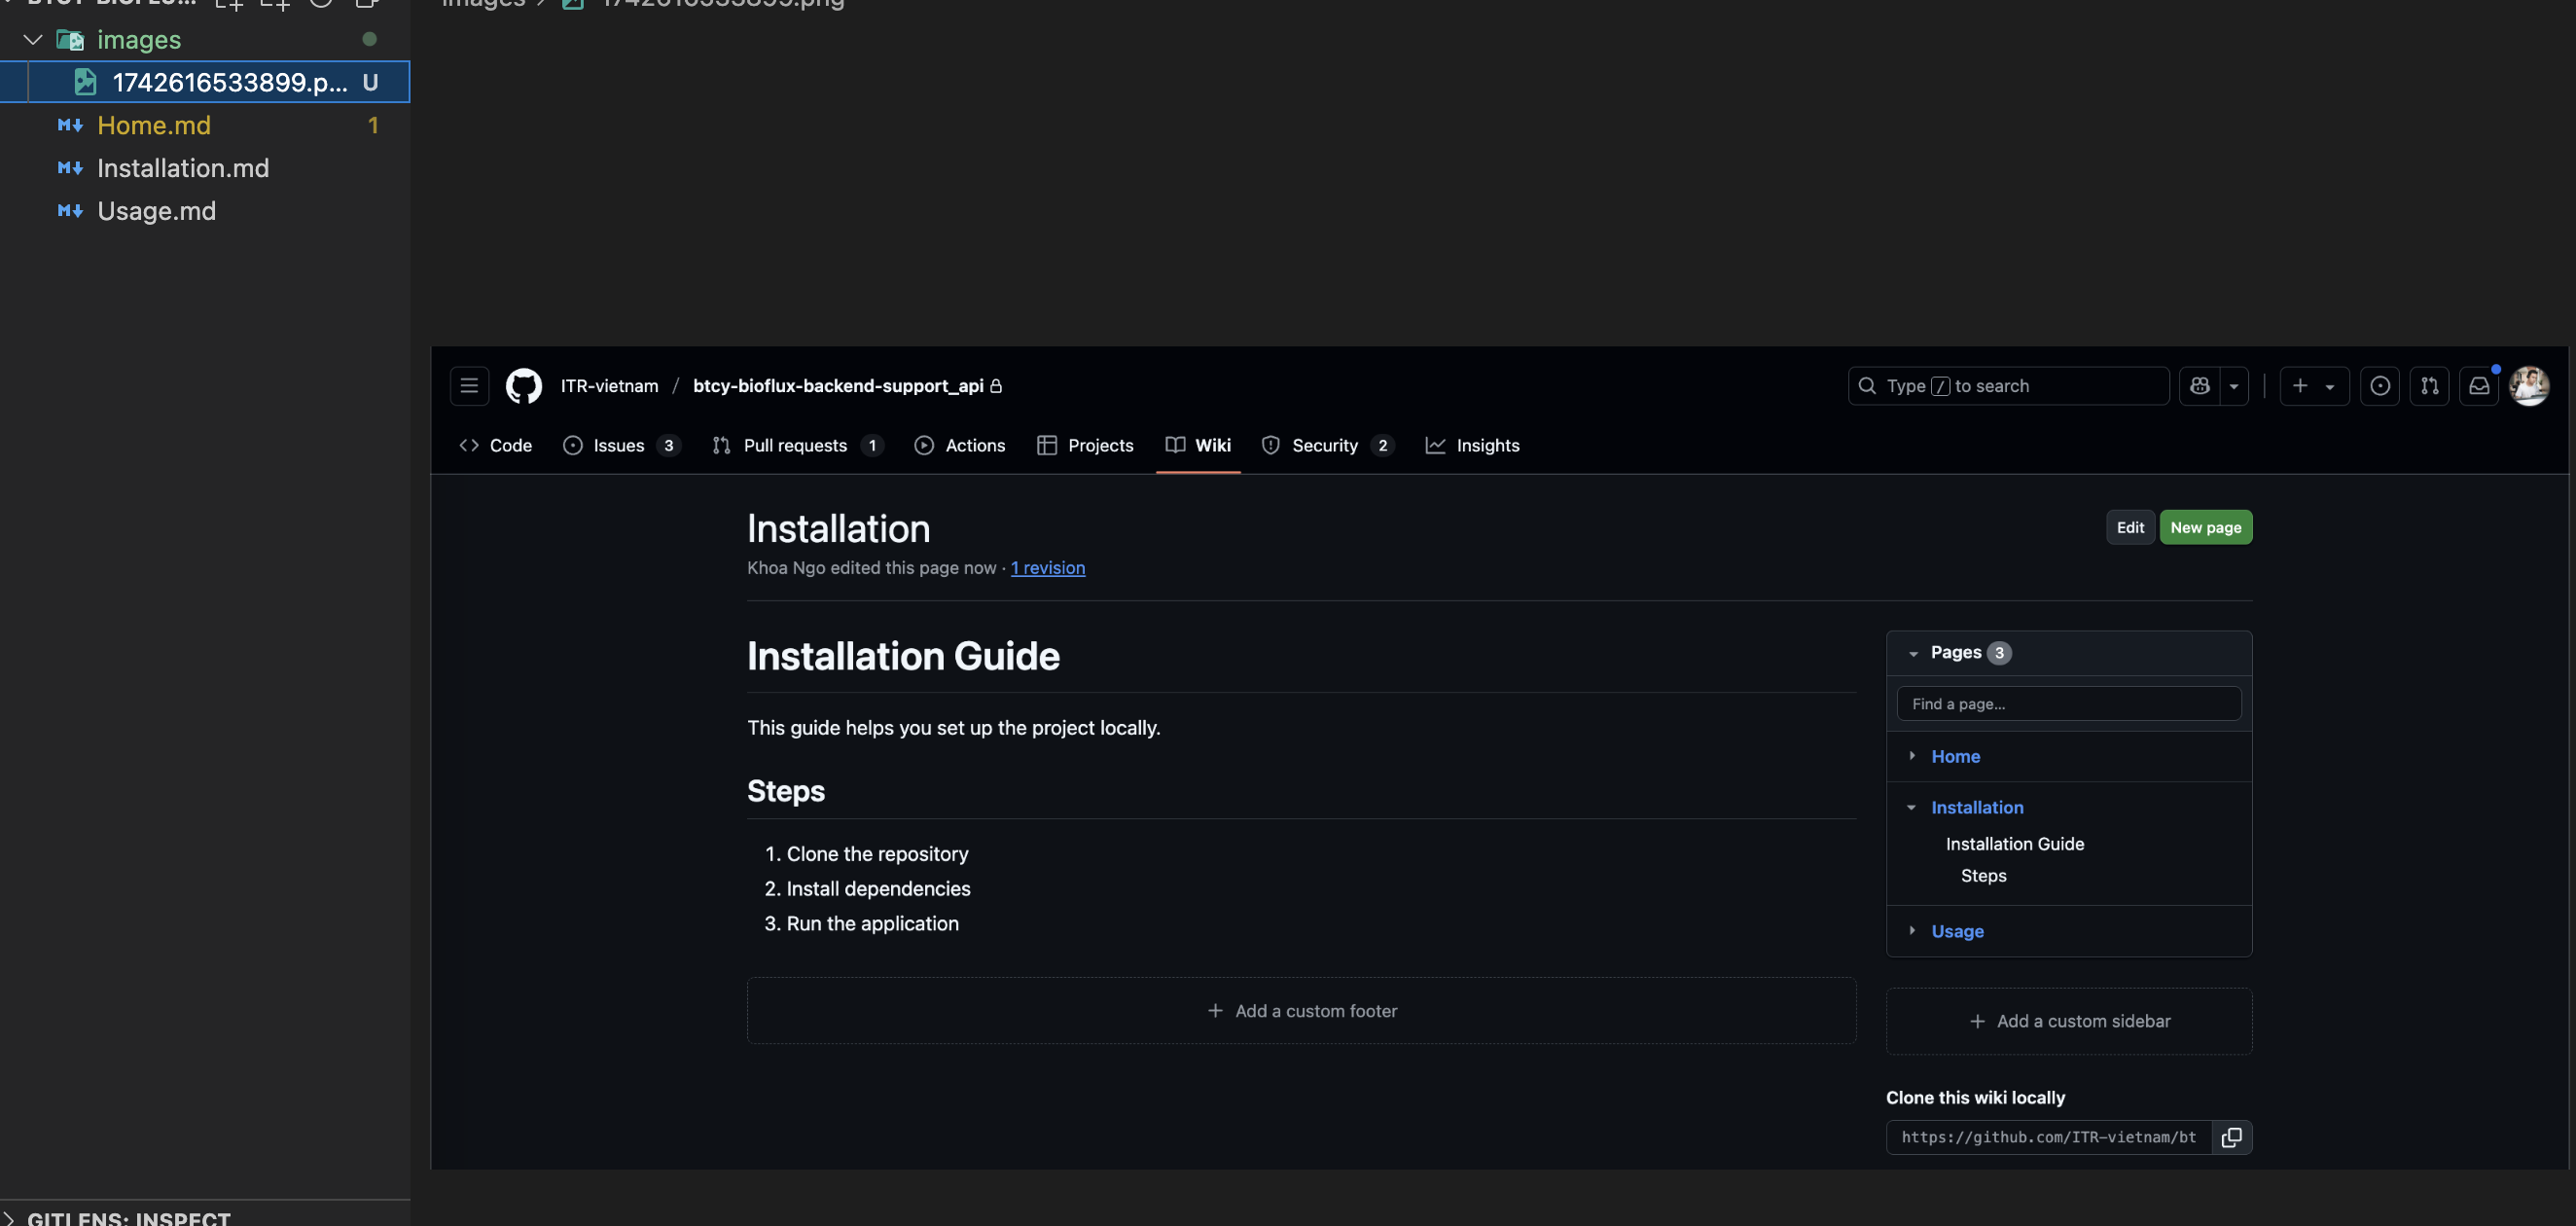 images
1742616533899.p... U
Home.md 1
Installation.md
Usage.md
GITLENS: INSPECT
images > 1742616533899.png
ITR-vietnam / btcy-bioflux-backend-support_api
Type / to search
Code
Issues 3
Pull requests 1
Actions
Projects
Wiki
Security 2
Insights
Installation
Edit
New page
Khoa Ngo edited this page now · 1 revision
Installation Guide
This guide helps you set up the project locally.
Steps
1. Clone the repository
2. Install dependencies
3. Run the application
+ Add a custom footer
Pages 3
Find a page...
Home
Installation
Installation Guide
Steps
Usage
+ Add a custom sidebar
Clone this wiki locally
https://github.com/ITR-vietnam/bt